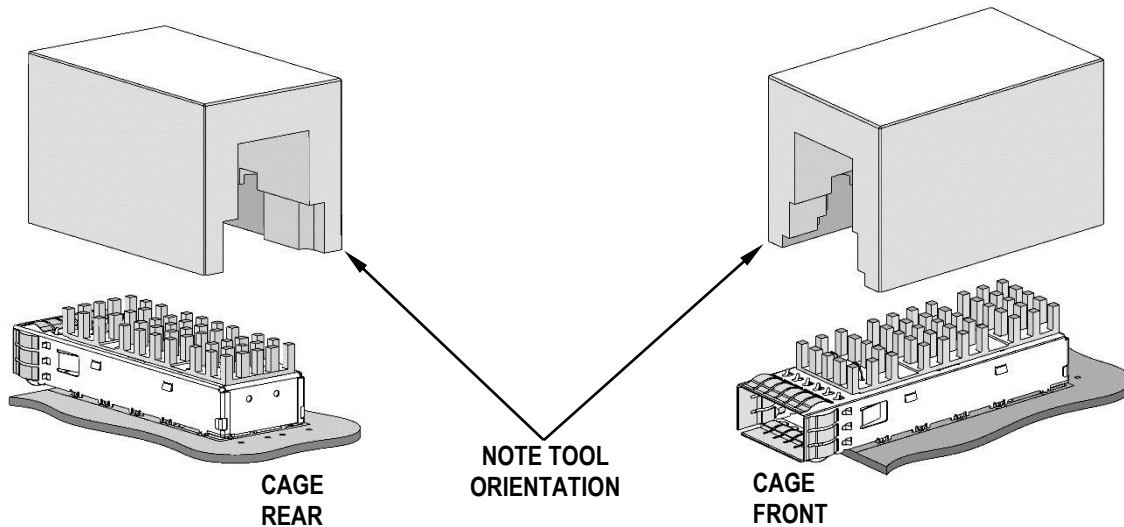 NOTE TOOL
ORIENTATION
CAGE
REAR
CAGE
FRONT